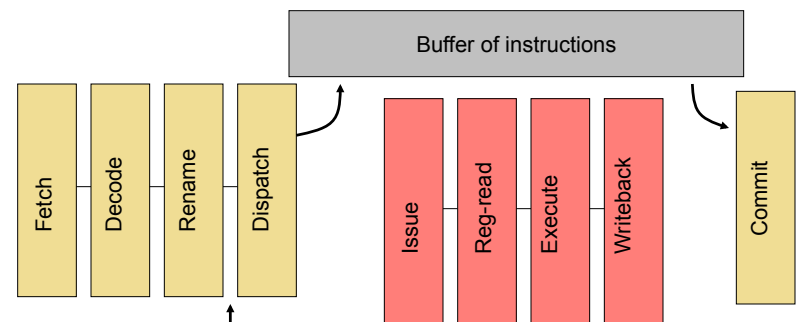 Buffer of instructions
Fetch
Decode
Rename
Dispatch
Issue
Reg-read
Execute
Writeback
Commit